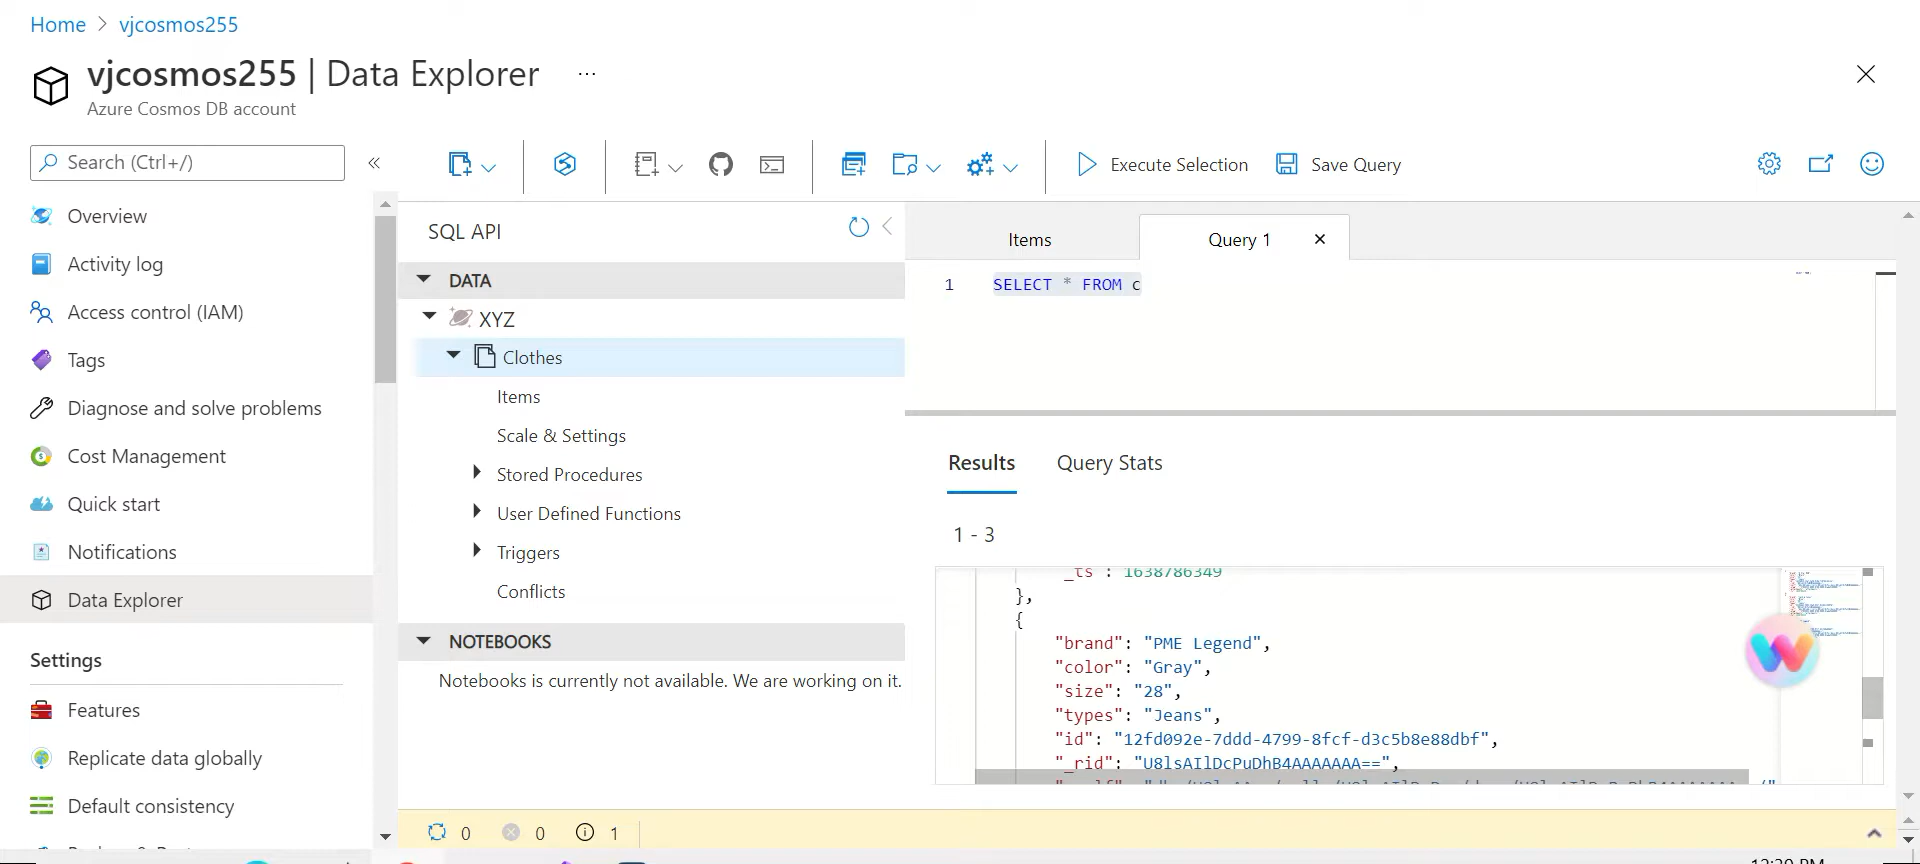 Home > vjcosmos255
vjcosmos255 | Data Explorer ...
Azure Cosmos DB account
Search (Ctrl+/)
Overview
Activity log
Access control (IAM)
Tags
Diagnose and solve problems
Cost Management
Quick start
Notifications
Data Explorer
Settings
Features
Replicate data globally
Default consistency
Execute Selection
Save Query
SQL API
DATA
XYZ
Clothes
Items
Scale & Settings
Stored Procedures
User Defined Functions
Triggers
Conflicts
NOTEBOOKS
Notebooks is currently not available. We are working on it.
Items
Query 1
1 SELECT * FROM c
Results
Query Stats
1 - 3
_ts : 1638786349
},
{
"brand": "PME Legend",
"color": "Gray",
"size": "28",
"types": "Jeans",
"id": "12fd092e-7ddd-4799-8fcf-d3c5b8e88dbf",
"_rid": "U8lsAIlDcPuDhB4AAAAAAA==",
0
0
1